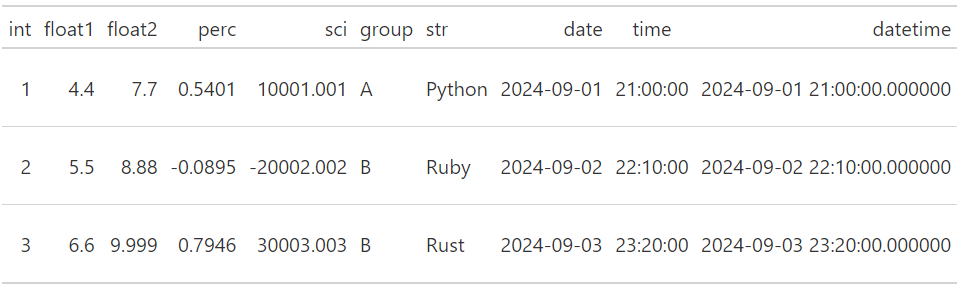 int float1 float2 perc sci group str date time datetime
1 4.4 7.7 0.5401 10001.001 A Python 2024-09-01 21:00:00 2024-09-01 21:00:00.000000
2 5.5 8.88 -0.0895 -20002.002 B Ruby 2024-09-02 22:10:00 2024-09-02 22:10:00.000000
3 6.6 9.999 0.7946 30003.003 B Rust 2024-09-03 23:20:00 2024-09-03 23:20:00.000000